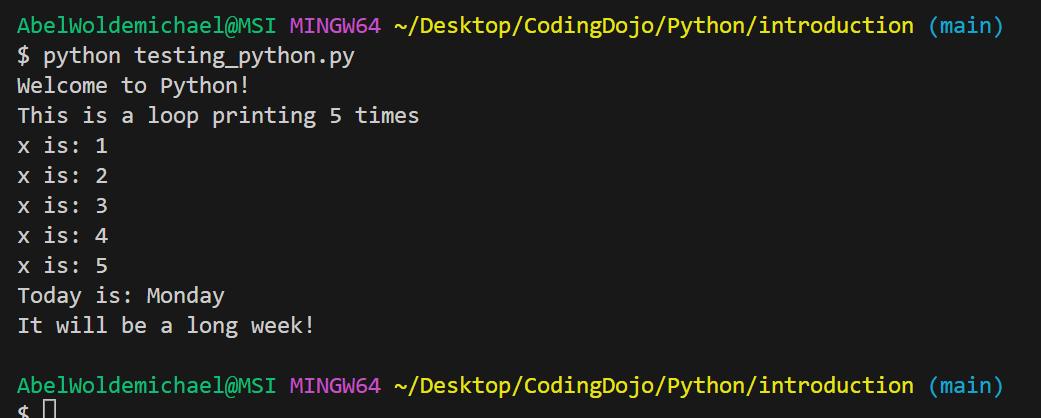 AbelWoldemichael@MSI MINGW64 ~/Desktop/CodingDojo/Python/introduction (main)
$ python testing_python.py
Welcome to Python!
This is a loop printing 5 times
x is: 1
x is: 2
x is: 3
x is: 4
x is: 5
Today is: Monday
It will be a long week!
AbelWoldemichael@MSI MINGW64 ~/Desktop/CodingDojo/Python/introduction (main)
$